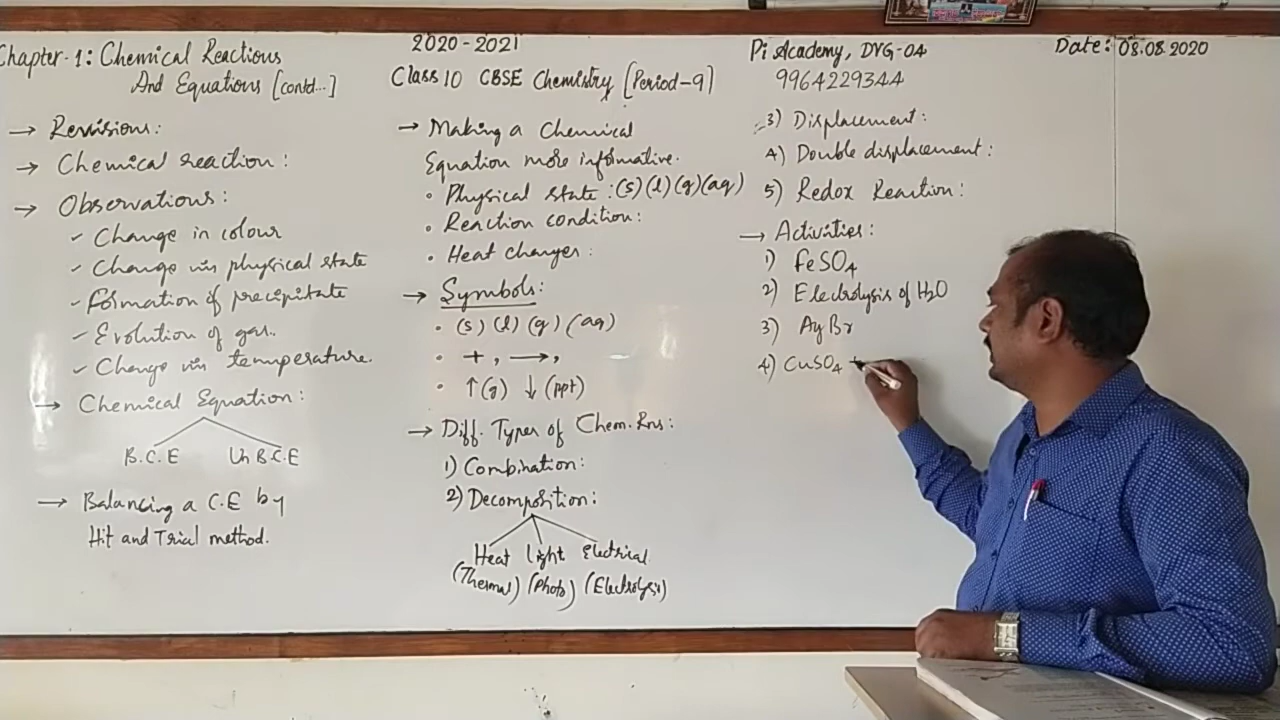 Chapter-1: Chemical Reactions
And Equations [contd...]
→ Revisions:
→ Chemical reaction:
→ Observations:
✓ Change in colour
✓ Change in physical state
✓ Formation of precipitate
✓ Evolution of gas.
✓ Change in temperature.
→ Chemical Equation:
B.C.E Un B.C.E
→ Balancing a C.E by
Hit and Trial method.
2020-2021
Class 10 CBSE Chemistry [Period-9]
→ Making a Chemical
Equation more informative.
• Physical state: (s) (l) (g) (aq)
• Reaction condition:
• Heat changes:
→ Symbols:
• (s) (l) (g) (aq)
• +, →,
• ↑(g) ↓(ppt)
→ Diff. Types of Chem. Rns:
1) Combination:
2) Decomposition:
Heat light Electrical
(Thermal) (Photo) (Electrolysis)
Pi Academy, DVG-04
9964229344
3) Displacement:
4) Double displacement:
5) Redox Reaction:
→ Activities:
1) FeSO₄
2) Electrolysis of H₂O
3) AgBr
4) CuSO₄ +
Date: 08.08.2020